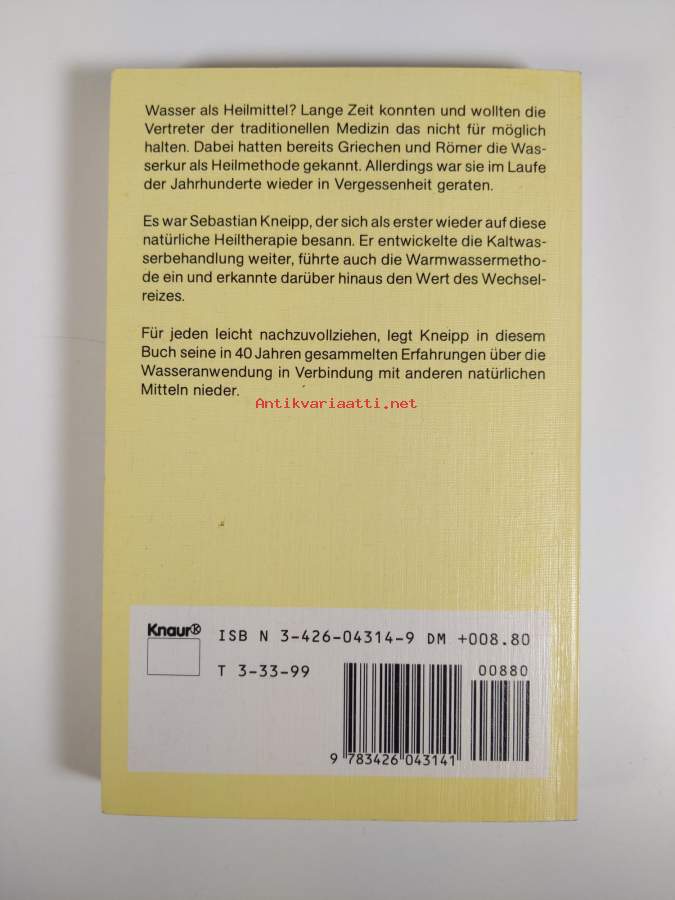 Wasser als Heilmittel? Lange Zeit konnten und wollten die
Vertreter der traditionellen Medizin das nicht für möglich
halten. Dabei hatten bereits Griechen und Römer die Was-
serkur als Heilmethode gekannt. Allerdings war sie im Laufe
der Jahrhunderte wieder in Vergessenheit geraten.
Es war Sebastian Kneipp, der sich als erster wieder auf diese
natürliche Heiltherapie besann. Er entwickelte die Kaltwas-
serbehandlung weiter, führte auch die Warmwassermetho-
de ein und erkannte darüber hinaus den Wert des Wechsel-
reizes.
Für jeden leicht nachzuvollziehen, legt Kneipp in diesem
Buch seine in 40 Jahren gesammelten Erfahrungen über die
Wasseranwendung in Verbindung mit anderen natürlichen
Mitteln nieder.
Antikvariaatti.net
Knaur®
ISBN 3-426-04314-9 DM +008.80
T 3-33-99
00880
9 783426 043141